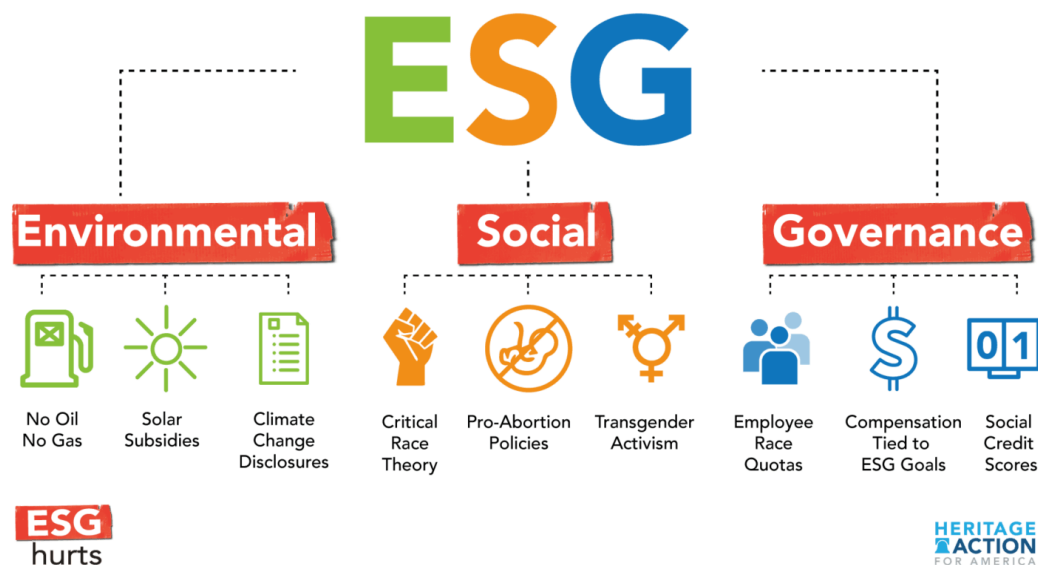 ESG
Environmental
Social
Governance
No Oil
No Gas
Solar
Subsidies
Climate
Change
Disclosures
Critical
Race
Theory
Pro-Abortion
Policies
Transgender
Activism
Employee
Race
Quotas
Compensation
Tied to
ESG Goals
0 1
Social
Credit
Scores
ESG
hurts
HERITAGE
ACTION
FOR AMERICA